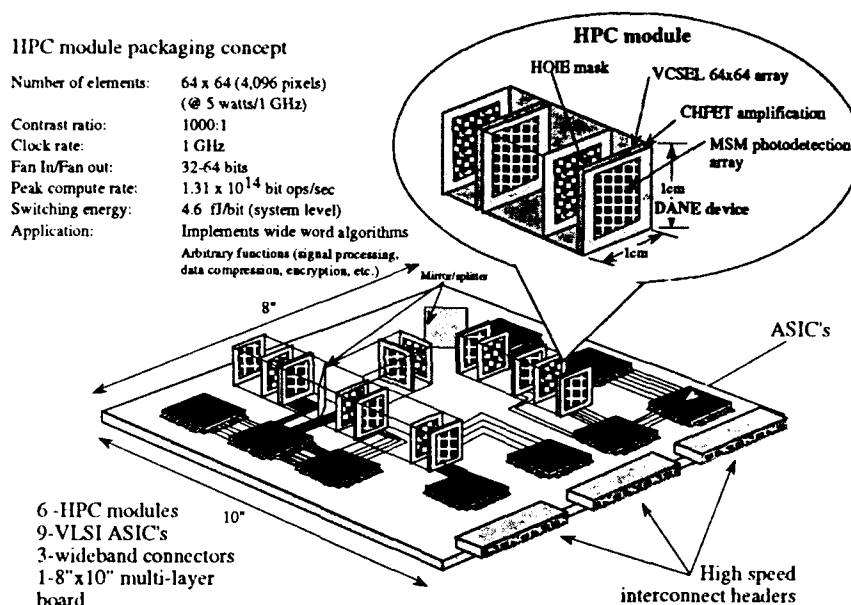 HPC module packaging concept
Number of elements: 64 x 64 (4,096 pixels)
(@ 5 watts/1 GHz)
Contrast ratio: 1000:1
Clock rate: 1 GHz
Fan In/Fan out: 32-64 bits
Peak compute rate: 1.31 x 10^14 bit ops/sec
Switching energy: 4.6 fJ/bit (system level)
Application: Implements wide word algorithms
Arbitrary functions (signal processing,
data compression, encryption, etc.)
HPC module
HOIE mask
VCSEL 64x64 array
CHFET amplification
MSM photodetection
array
1cm
DANE device
1cm
Mirror/splitter
8"
ASIC's
10"
6 -HPC modules
9-VLSI ASIC's
3-wideband connectors
1-8"x10" multi-layer
board
High speed
interconnect headers